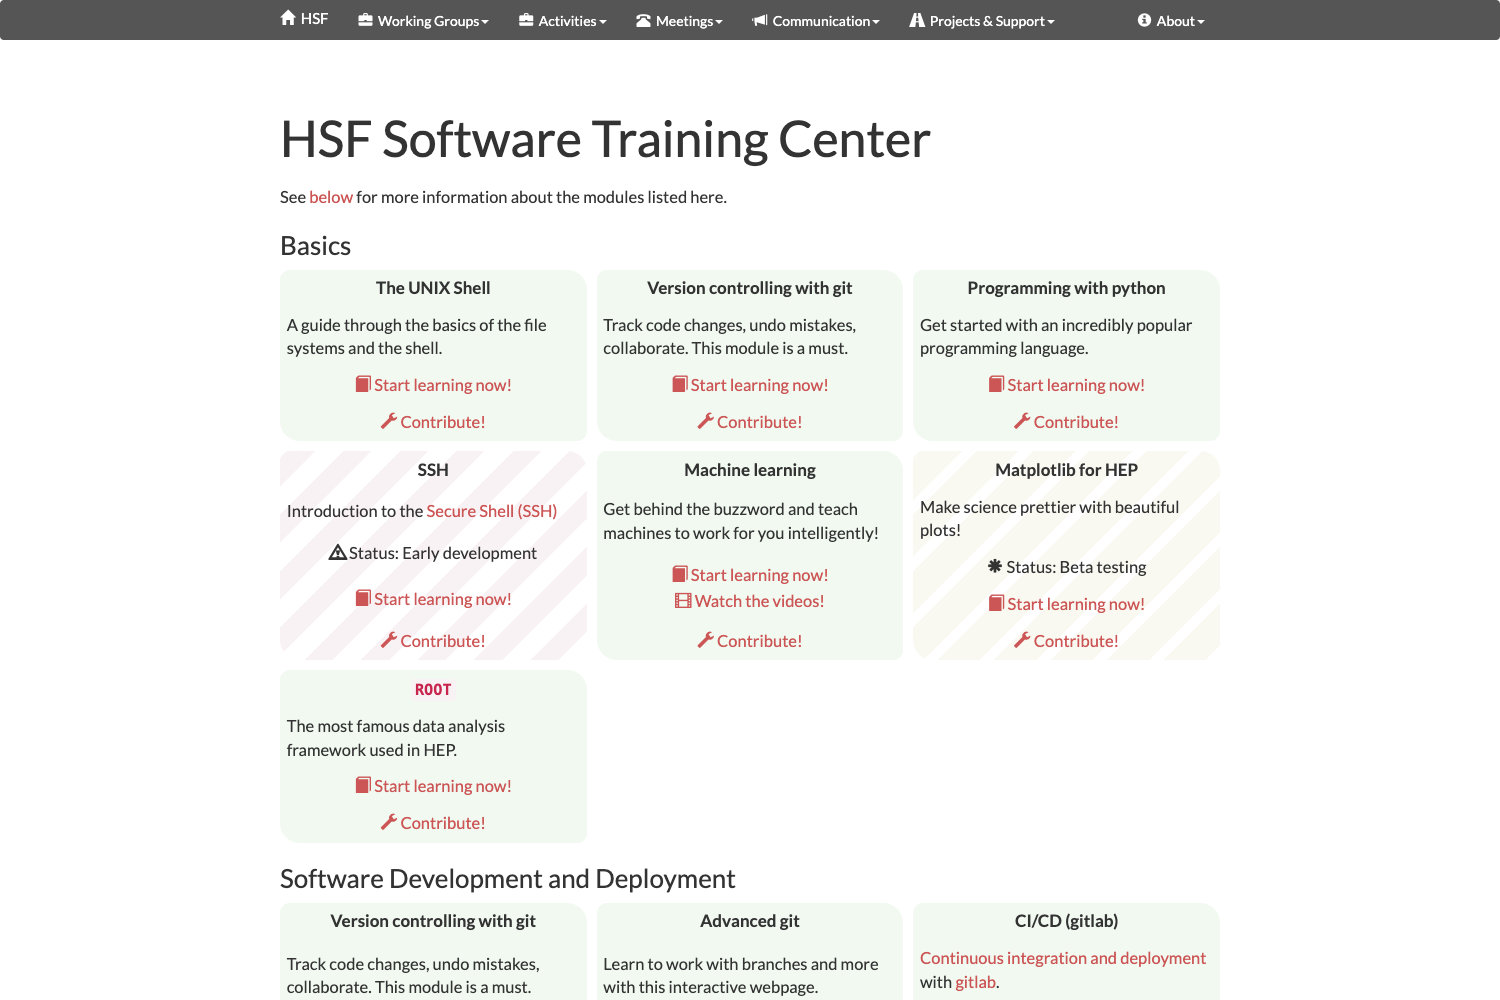 HSF Working Groups Activities Meetings Communication Projects & Support About
HSF Software Training Center
See below for more information about the modules listed here.
Basics
The UNIX Shell
A guide through the basics of the file
systems and the shell.
Start learning now!
Contribute!
Version controlling with git
Track code changes, undo mistakes,
collaborate. This module is a must.
Start learning now!
Contribute!
Programming with python
Get started with an incredibly popular
programming language.
Start learning now!
Contribute!
SSH
Introduction to the Secure Shell (SSH)
Status: Early development
Start learning now!
Contribute!
Machine learning
Get behind the buzzword and teach
machines to work for you intelligently!
Start learning now!
Watch the videos!
Contribute!
Matplotlib for HEP
Make science prettier with beautiful
plots!
Status: Beta testing
Start learning now!
Contribute!
ROOT
The most famous data analysis
framework used in HEP.
Start learning now!
Contribute!
Software Development and Deployment
Version controlling with git
Track code changes, undo mistakes,
collaborate. This module is a must.
Advanced git
Learn to work with branches and more
with this interactive webpage.
CI/CD (gitlab)
Continuous integration and deployment
with gitlab.